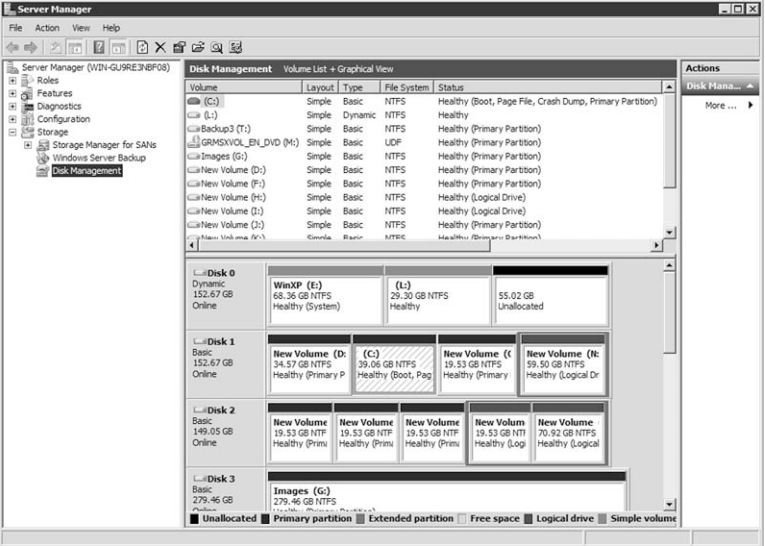 Server Manager
File Action View Help
Server Manager (WIN-GU9RE3NBF08)
Roles
Features
Diagnostics
Configuration
Storage
Storage Manager for SANs
Windows Server Backup
Disk Management
Disk Management Volume List + Graphical View
Volume Layout Type File System Status
(C:) Simple Basic NTFS Healthy (Boot, Page File, Crash Dump, Primary Partition)
(L:) Simple Dynamic NTFS Healthy
Backup3 (T:) Simple Basic NTFS Healthy (Primary Partition)
GRMSXVOL_EN_DVD (M:) Simple Basic UDF Healthy (Primary Partition)
Images (G:) Simple Basic NTFS Healthy (Primary Partition)
New Volume (D:) Simple Basic NTFS Healthy (Primary Partition)
New Volume (F:) Simple Basic NTFS Healthy (Primary Partition)
New Volume (H:) Simple Basic NTFS Healthy (Logical Drive)
New Volume (I:) Simple Basic NTFS Healthy (Logical Drive)
New Volume (J:) Simple Basic NTFS Healthy (Primary Partition)
New Volume (K:) Simple Basic NTFS Healthy (Primary Partition)
Disk 0
Dynamic
152.67 GB
Online
WinXP (E:)
68.36 GB NTFS
Healthy (System)
(L:)
29.30 GB NTFS
Healthy
55.02 GB
Unallocated
Disk 1
Basic
152.67 GB
Online
New Volume (D:
34.57 GB NTFS
Healthy (Primary P
(C:)
39.06 GB NTFS
Healthy (Boot, Pag
New Volume (
19.53 GB NTFS
Healthy (Primary
New Volume (N:
59.50 GB NTFS
Healthy (Logical Dr
Disk 2
Basic
149.05 GB
Online
New Volume
19.53 GB NTF
Healthy (Prima
New Volume
19.53 GB NTF
Healthy (Prima
New Volume
19.53 GB NTF
Healthy (Prima
New Volum
19.53 GB NTF
Healthy (Logi
New Volume
70.92 GB NTFS
Healthy (Logical
Disk 3
Basic
279.46 GB
Online
Images (G:)
279.46 GB NTFS
Healthy (Primary Partition)
Unallocated Primary partition Extended partition Free space Logical drive Simple volume
Actions
Disk Mana...
More ...